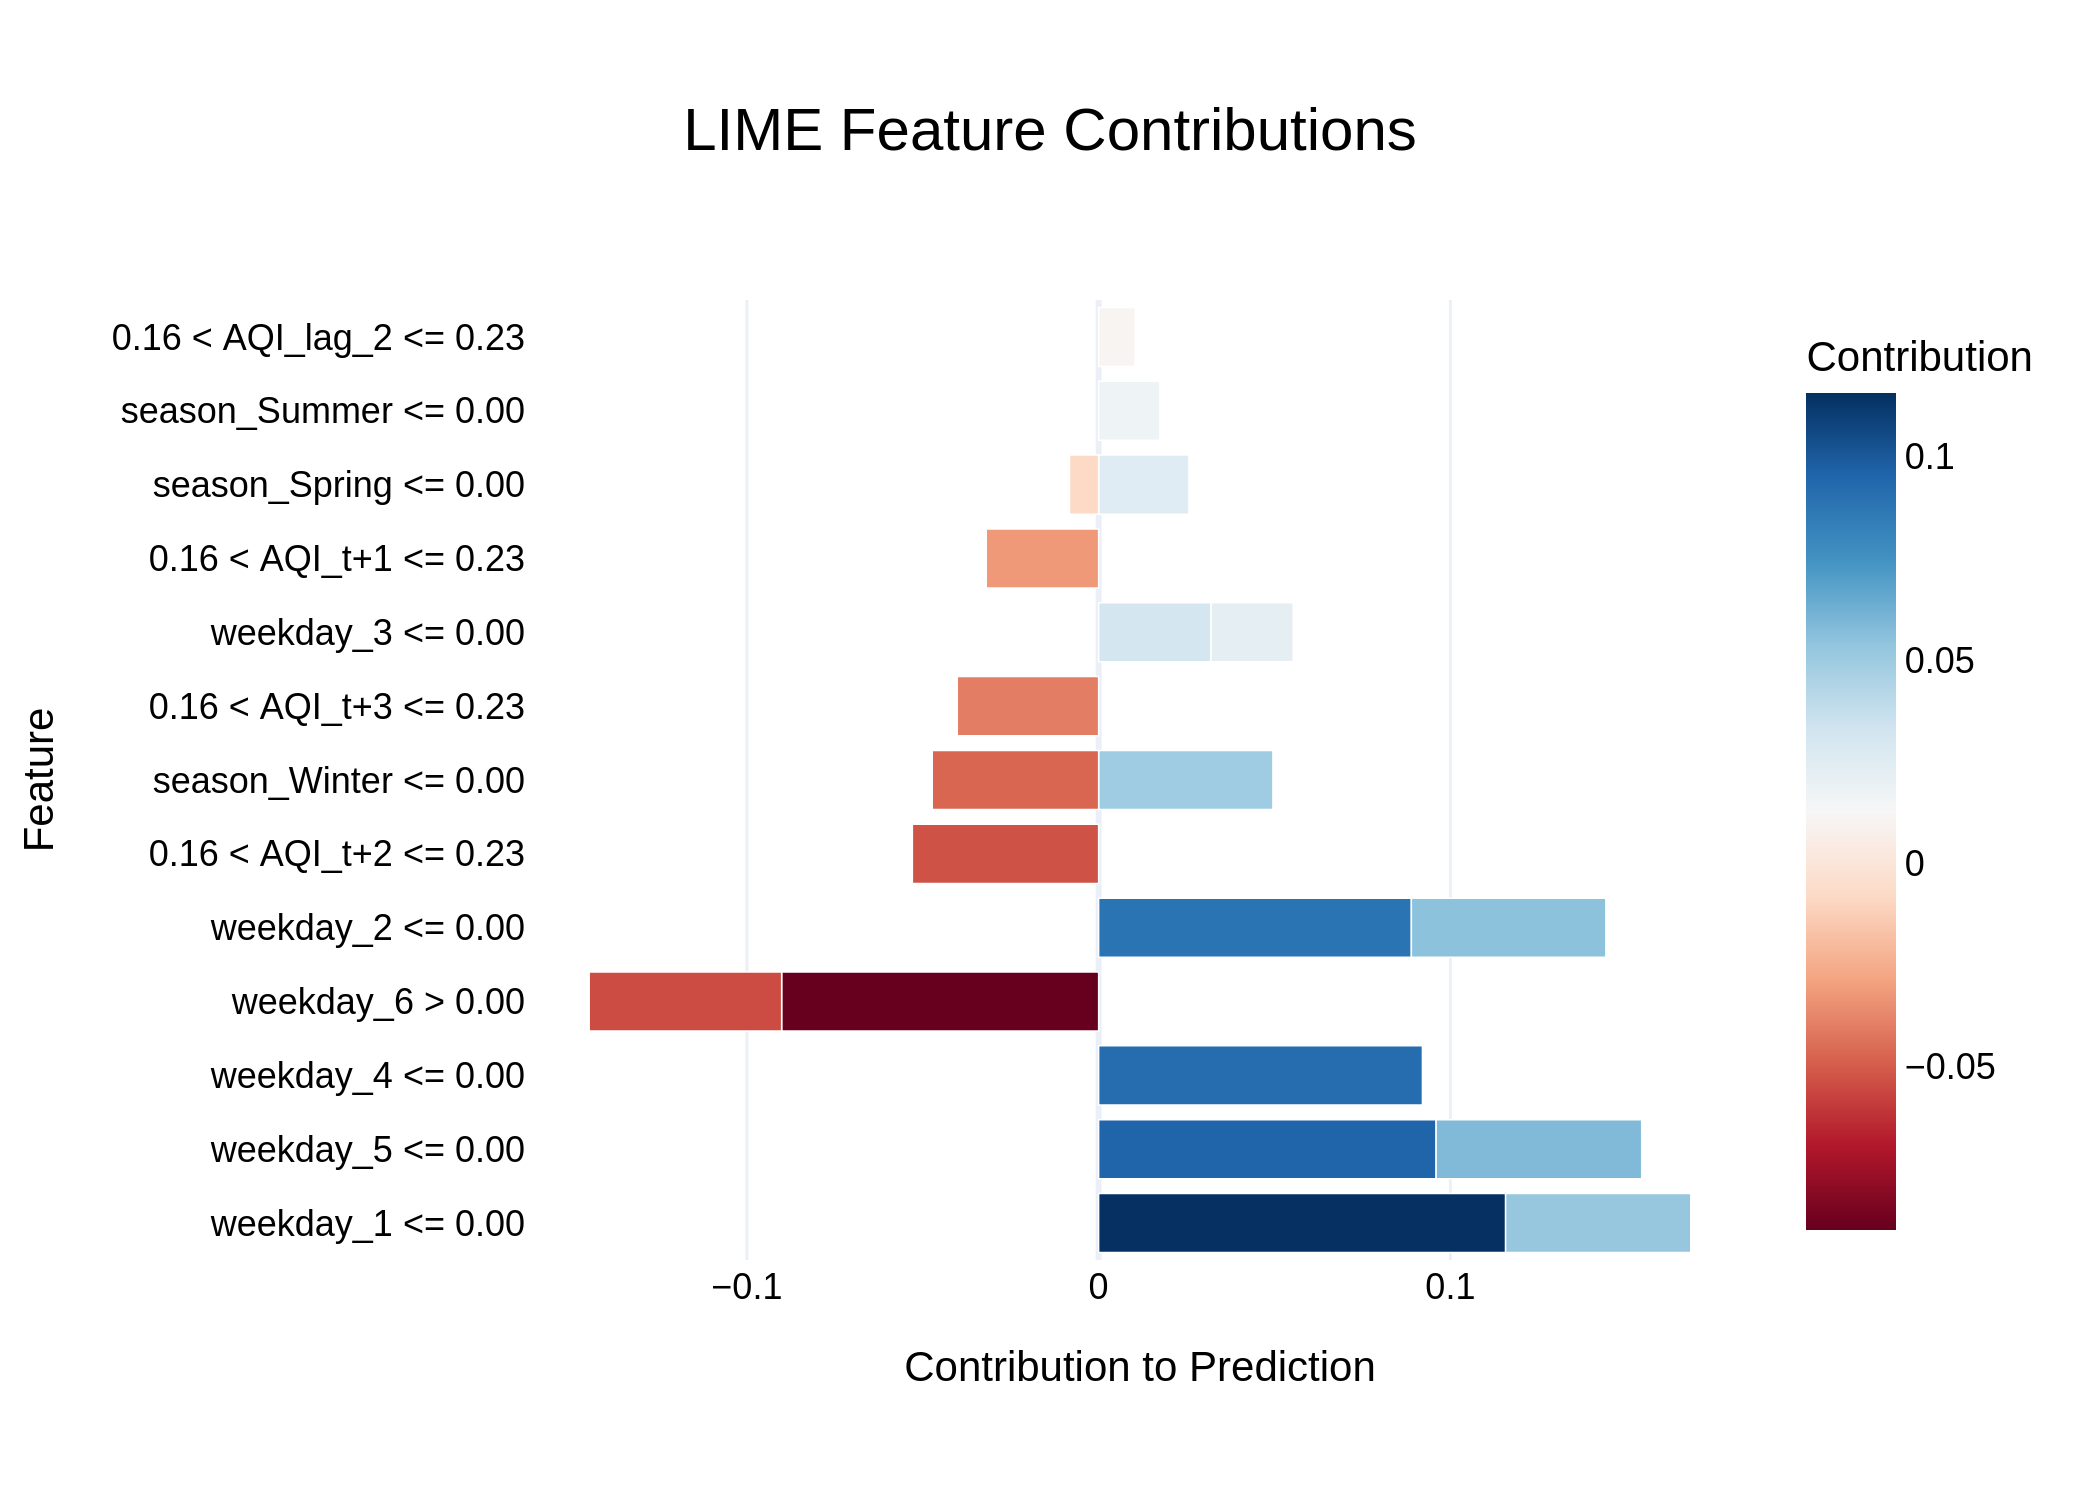 LIME Feature Contributions
0.16 < AQI_lag_2 <= 0.23
season_Summer <= 0.00
season_Spring <= 0.00
0.16 < AQI_t+1 <= 0.23
weekday_3 <= 0.00
0.16 < AQI_t+3 <= 0.23
season_Winter <= 0.00
0.16 < AQI_t+2 <= 0.23
weekday_2 <= 0.00
weekday_6 > 0.00
weekday_4 <= 0.00
weekday_5 <= 0.00
weekday_1 <= 0.00
Feature
−0.1
0
0.1
Contribution to Prediction
Contribution
0.1
0.05
0
−0.05